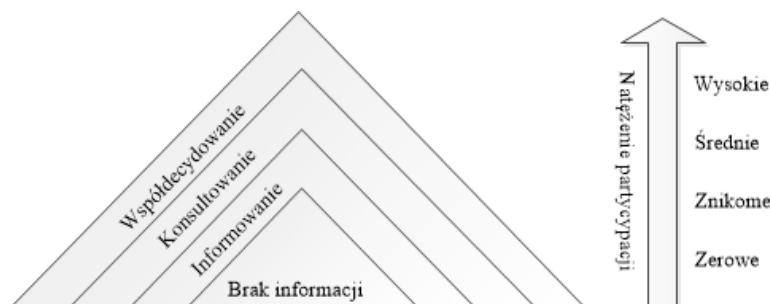 Współdecydowanie
Konsultowanie
Informowanie
Brak informacji
Natężenie partycypacji
Wysokie
Średnie
Znikome
Zerowe